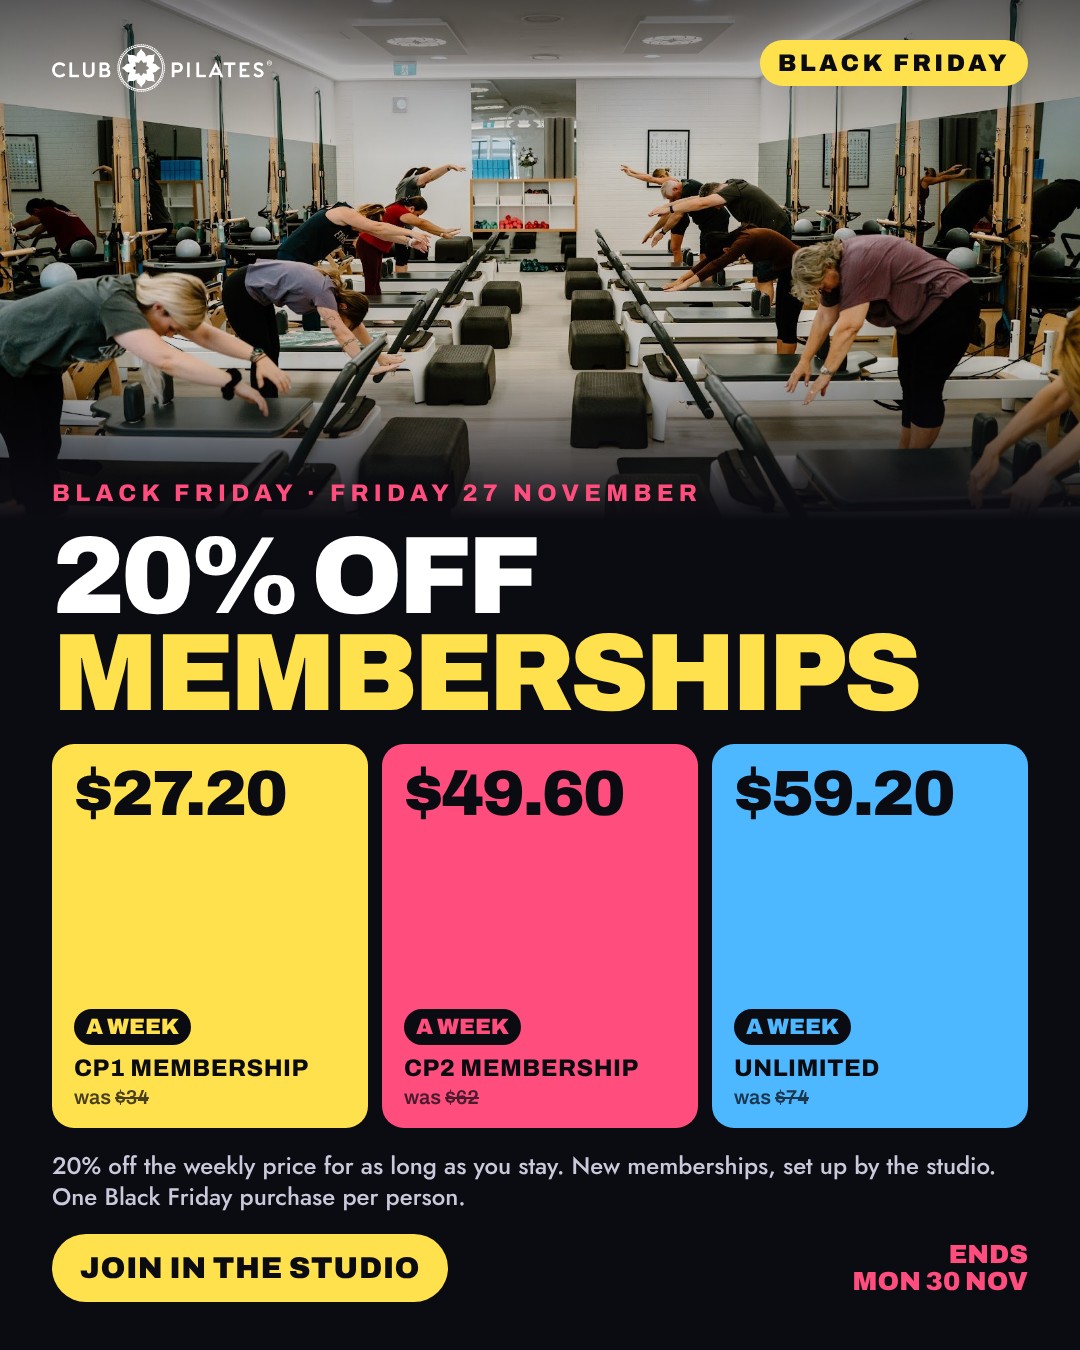 CLUB PILATES®
BLACK FRIDAY
BLACK FRIDAY · FRIDAY 27 NOVEMBER
20% OFF
MEMBERSHIPS
$27.20
A WEEK
CP1 MEMBERSHIP
was $34
$49.60
A WEEK
CP2 MEMBERSHIP
was $62
$59.20
A WEEK
UNLIMITED
was $74
20% off the weekly price for as long as you stay. New memberships, set up by the studio.
One Black Friday purchase per person.
JOIN IN THE STUDIO
ENDS
MON 30 NOV